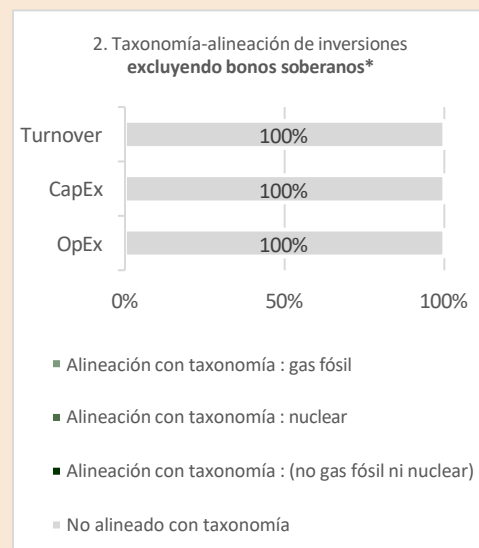 2. Taxonomía-alineación de inversiones
excluyendo bonos soberanos*
Turnover 100%
CapEx 100%
OpEx 100%
0% 50% 100%
Alineación con taxonomía : gas fósil
Alineación con taxonomía : nuclear
Alineación con taxonomía : (no gas fósil ni nuclear)
No alineado con taxonomía